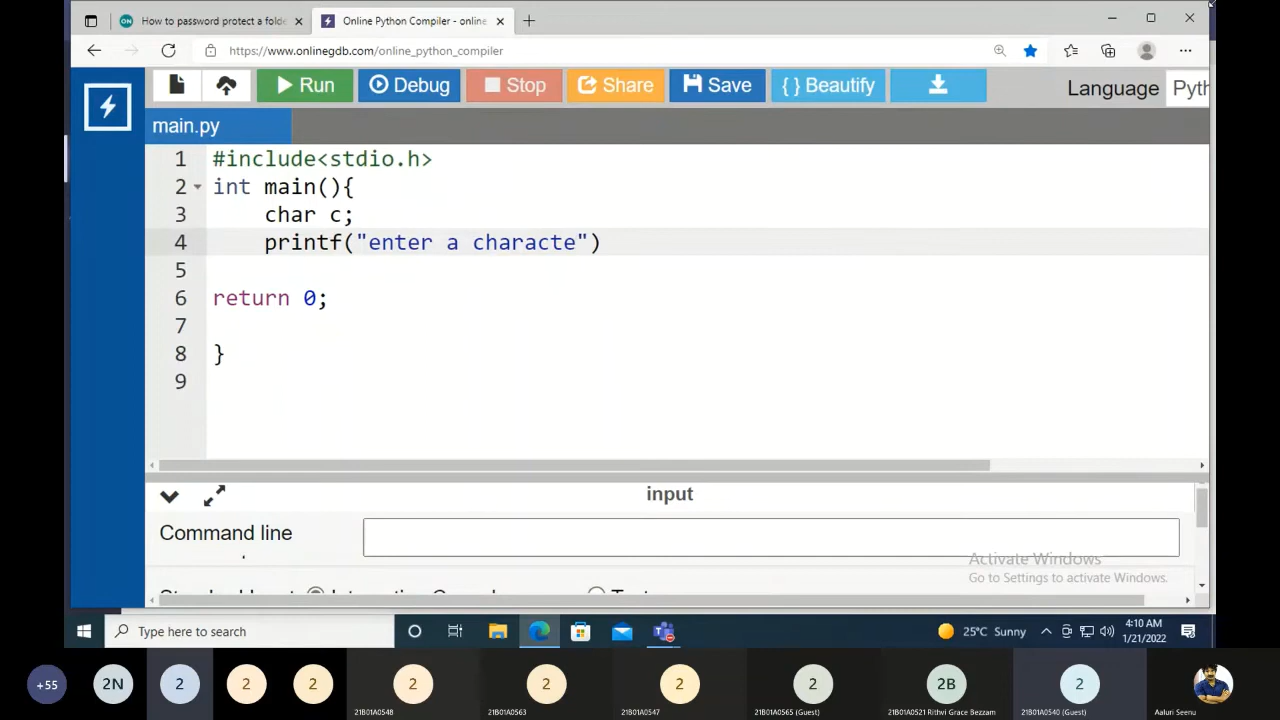 How to password protect a folde
Online Python Compiler - online
https://www.onlinegdb.com/online_python_compiler
Run
Debug
Stop
Share
Save
{ } Beautify
Language
Pyth
main.py
1 #include<stdio.h>
2 int main(){
3 char c;
4 printf("enter a characte")
5
6 return 0;
7
8 }
9
input
Command line
Activate Windows
Go to Settings to activate Windows.
Type here to search
25°C Sunny
4:10 AM
1/21/2022
+55
2N
2
2
2
2
2
2
2
2B
2
21B01A0548
21B01A0563
21B01A0547
21B01A0565 (Guest)
21B01A0521 Rithvi Grace Bezzam
21B01A0540 (Guest)
Aaluri Seenu